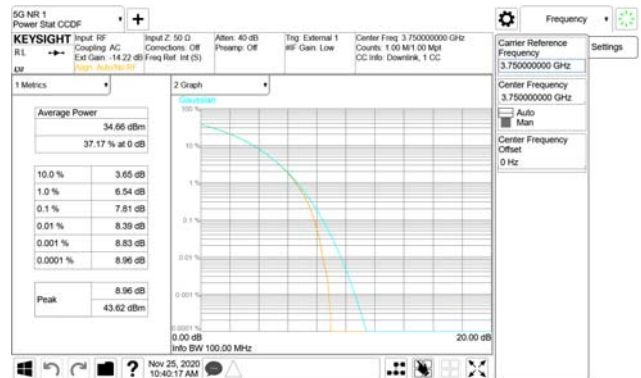 5G NR 1
Power Stat CCDF
+
Frequency
KEYSIGHT
RL
Input: RF
Coupling: AC
Ext Gain: -14.22 dB
Align: Auto/No RF
Input Z: 50 Ω
Corrections: Off
Freq Ref: Int (S)
Atten: 40 dB
Preamp: Off
Trig: External 1
#IF Gain: Low
Center Freq: 3.750000000 GHz
Counts: 1.00 M/1.00 Mpt
CC Info: Downlink, 1 CC
Carrier Reference
Frequency
3.750000000 GHz
Settings
Center Frequency
3.750000000 GHz
Auto
Man
Center Frequency
Offset
0 Hz
1 Metrics
Average Power
34.66 dBm
37.17 % at 0 dB
10.0 % 3.65 dB
1.0 % 6.54 dB
0.1 % 7.81 dB
0.01 % 8.39 dB
0.001 % 8.83 dB
0.0001 % 8.96 dB
Peak
8.96 dB
43.62 dBm
2 Graph
Gaussian
100 %
10 %
1 %
0.1 %
0.01 %
0.001 %
0.0001 %
0.00 dB
20.00 dB
Info BW 100.00 MHz
?
Nov 25, 2020
10:40:17 AM